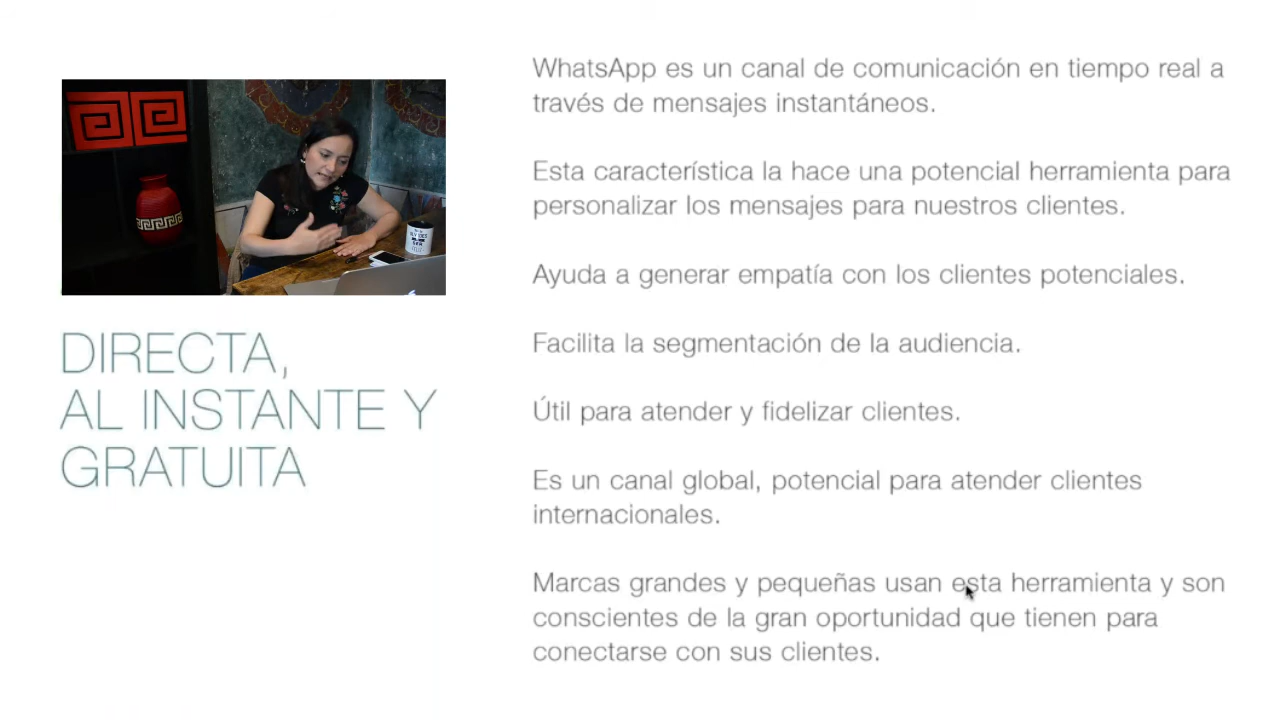 DIRECTA,
AL INSTANTE Y
GRATUITA
WhatsApp es un canal de comunicación en tiempo real a
través de mensajes instantáneos.
Esta característica la hace una potencial herramienta para
personalizar los mensajes para nuestros clientes.
Ayuda a generar empatía con los clientes potenciales.
Facilita la segmentación de la audiencia.
Útil para atender y fidelizar clientes.
Es un canal global, potencial para atender clientes
internacionales.
Marcas grandes y pequeñas usan esta herramienta y son
conscientes de la gran oportunidad que tienen para
conectarse con sus clientes.